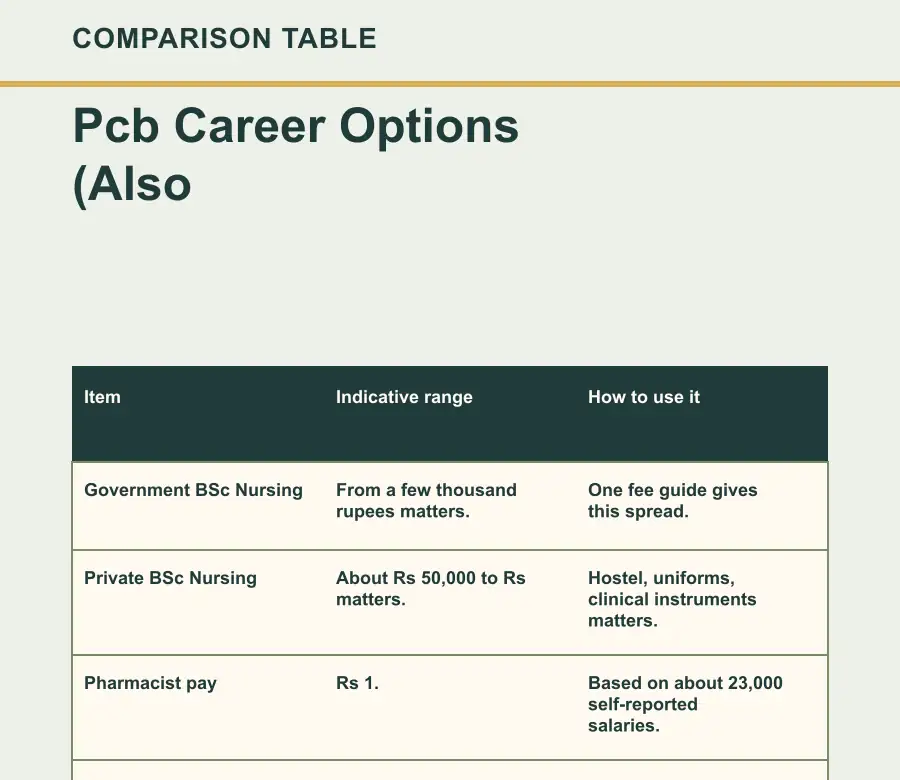 COMPARISON TABLE
Pcb Career Options
(Also
Item
Indicative range
How to use it
Government BSc Nursing
From a few thousand
rupees matters.
One fee guide gives
this spread.
Private BSc Nursing
About Rs 50,000 to Rs
matters.
Hostel, uniforms,
clinical instruments
matters.
Pharmacist pay
Rs 1.
Based on about 23,000
self-reported
salaries.